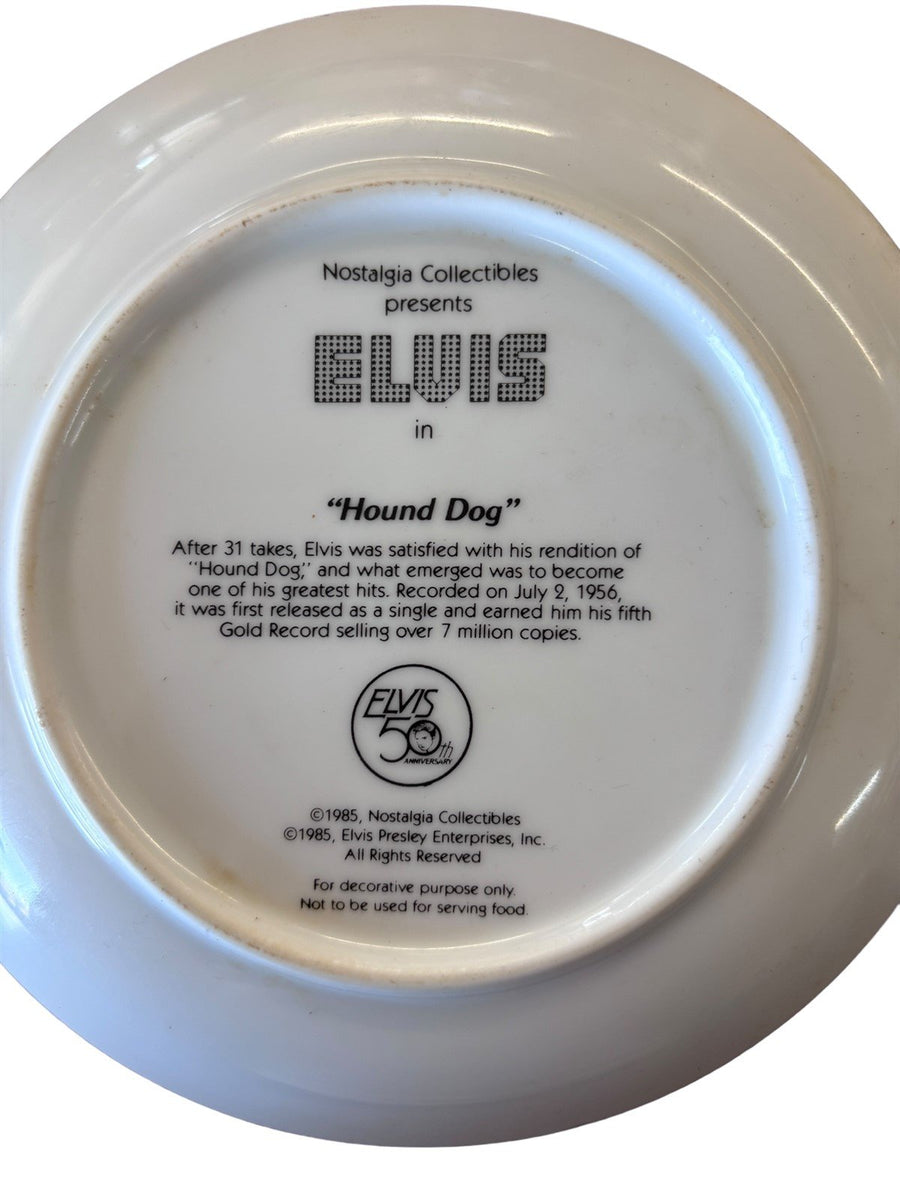 Nostalgia Collectibles
presents
ELVIS
in
“Hound Dog”
After 31 takes, Elvis was satisfied with his rendition of
“Hound Dog,” and what emerged was to become
one of his greatest hits. Recorded on July 2, 1956,
it was first released as a single and earned him his fifth
Gold Record selling over 7 million copies.
ELVIS
50th
ANNIVERSARY
©1985, Nostalgia Collectibles
©1985, Elvis Presley Enterprises, Inc.
All Rights Reserved
For decorative purpose only.
Not to be used for serving food.